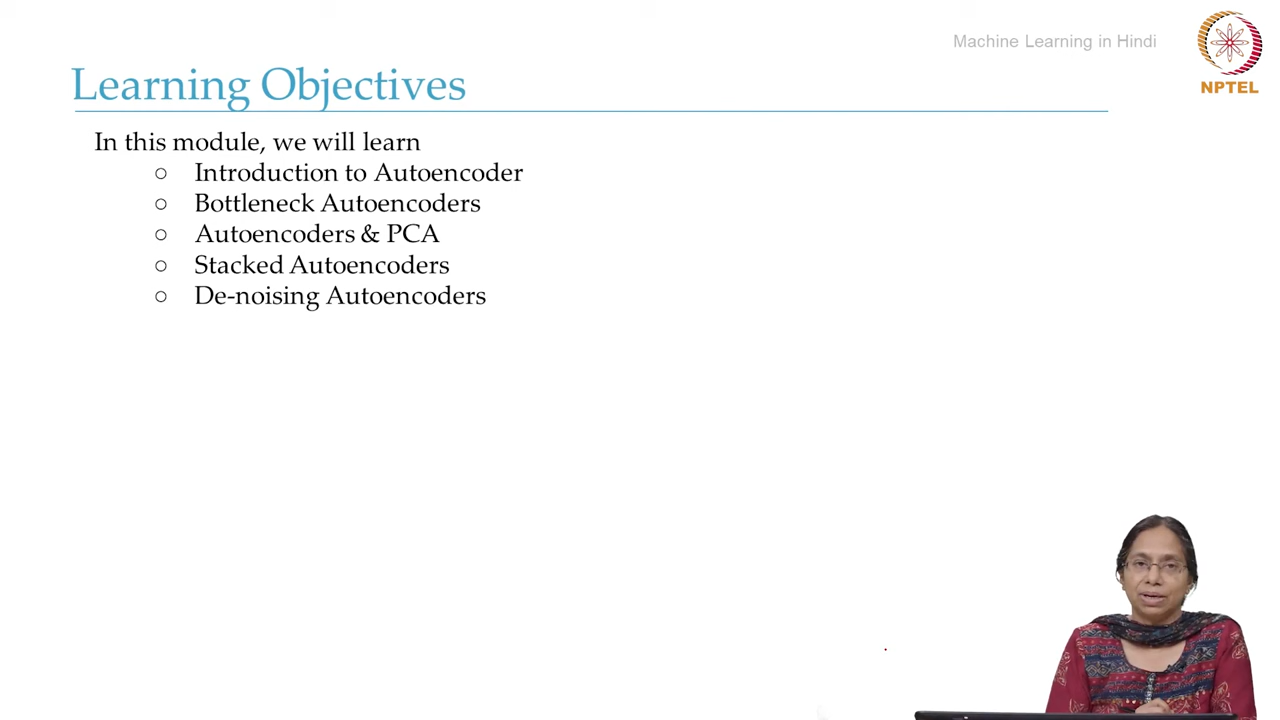 Machine Learning in Hindi
NPTEL
Learning Objectives
In this module, we will learn
○ Introduction to Autoencoder
○ Bottleneck Autoencoders
○ Autoencoders & PCA
○ Stacked Autoencoders
○ De-noising Autoencoders